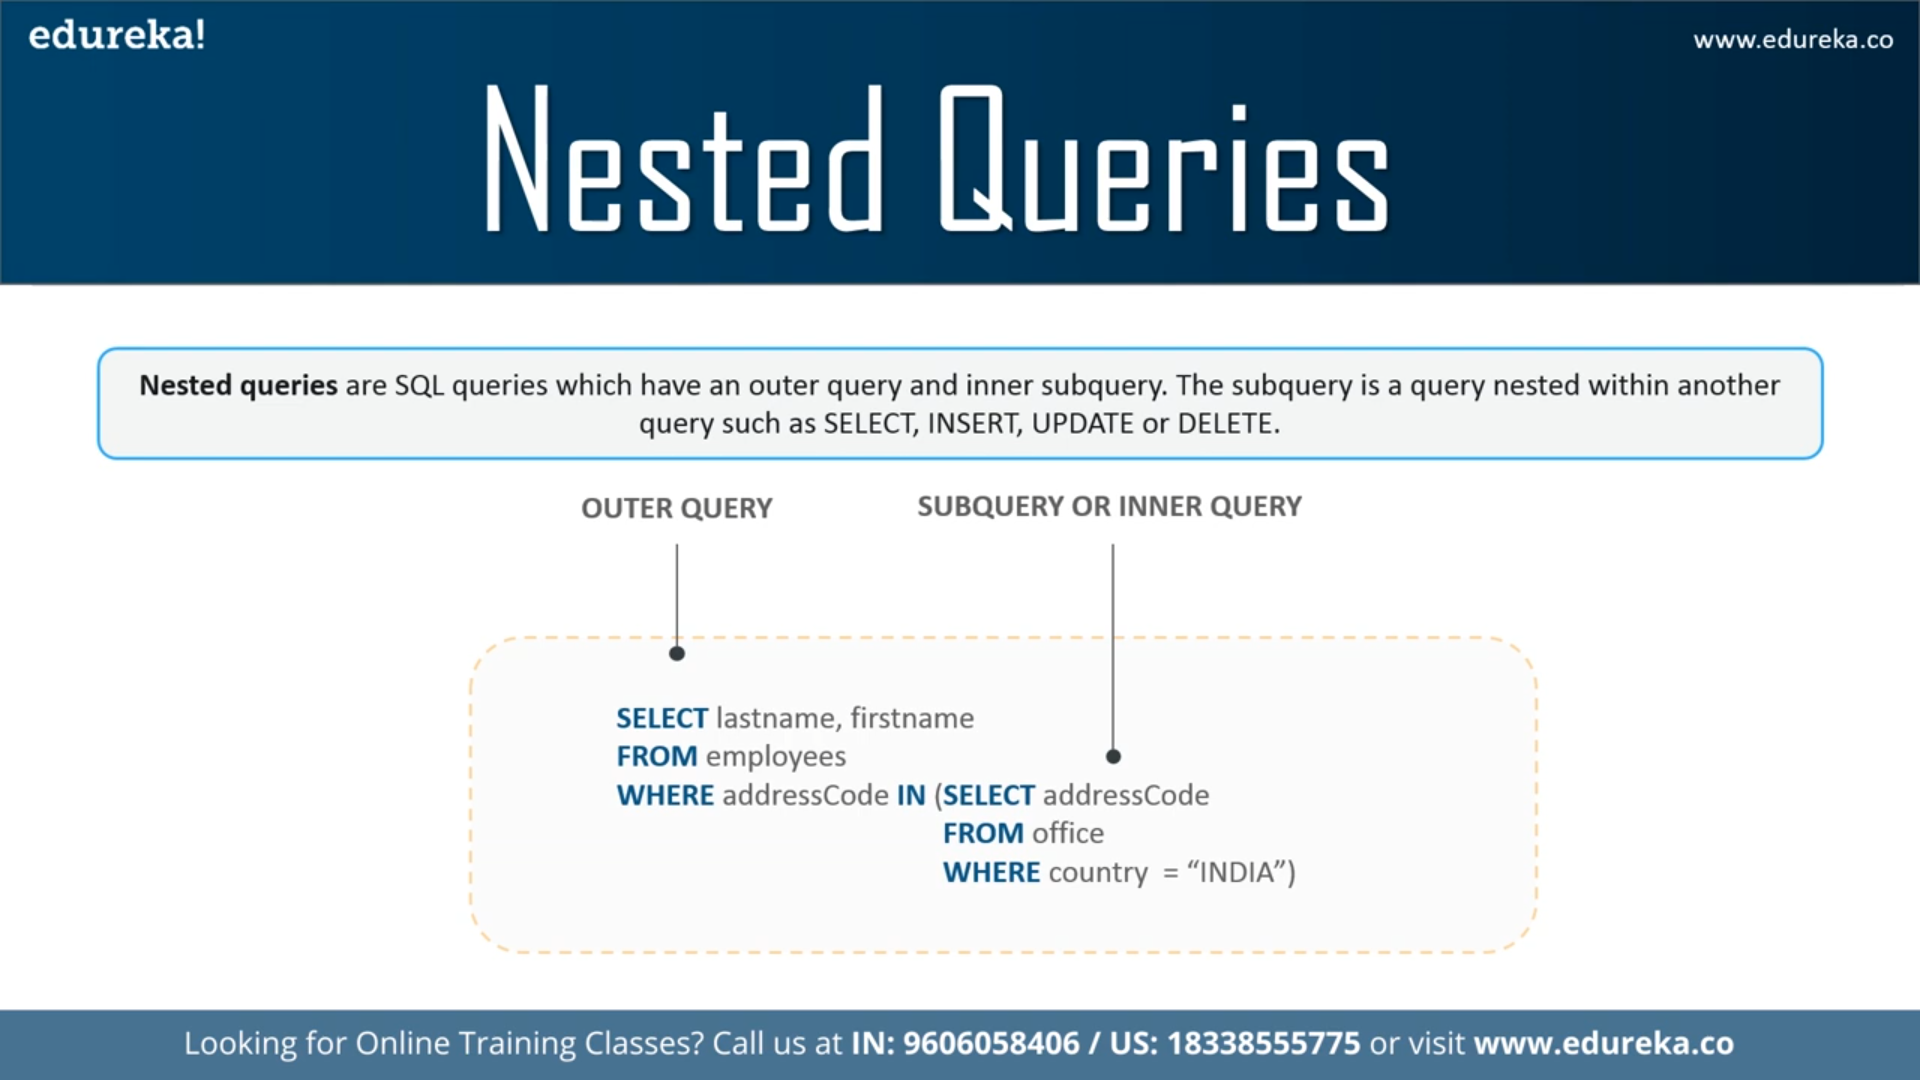 edureka!
www.edureka.co
Nested Queries
Nested queries are SQL queries which have an outer query and inner subquery. The subquery is a query nested within another
query such as SELECT, INSERT, UPDATE or DELETE.
OUTER QUERY
SUBQUERY OR INNER QUERY
SELECT lastname, firstname
FROM employees
WHERE addressCode IN (SELECT addressCode
FROM office
WHERE country  = “INDIA”)
Looking for Online Training Classes? Call us at IN: 9606058406 / US: 18338555775 or visit www.edureka.co